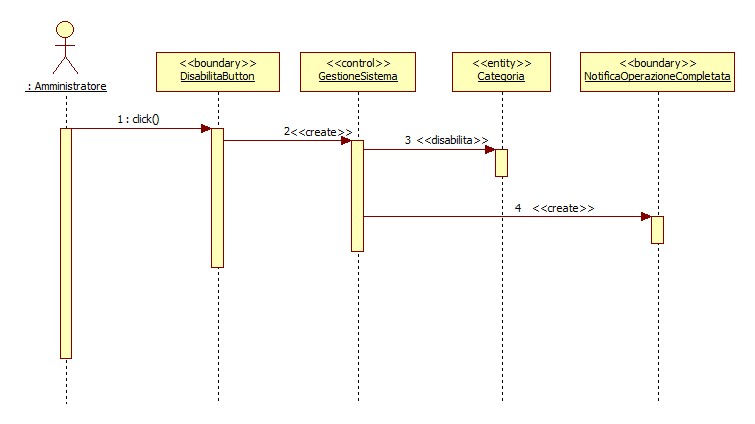 : Amministratore
<<boundary>>
DisabilitaButton
<<control>>
GestioneSistema
<<entity>>
Categoria
<<boundary>>
NotificaOperazioneCompletata
1 : click()
2<<create>>
3 <<disabilita>>
4 <<create>>